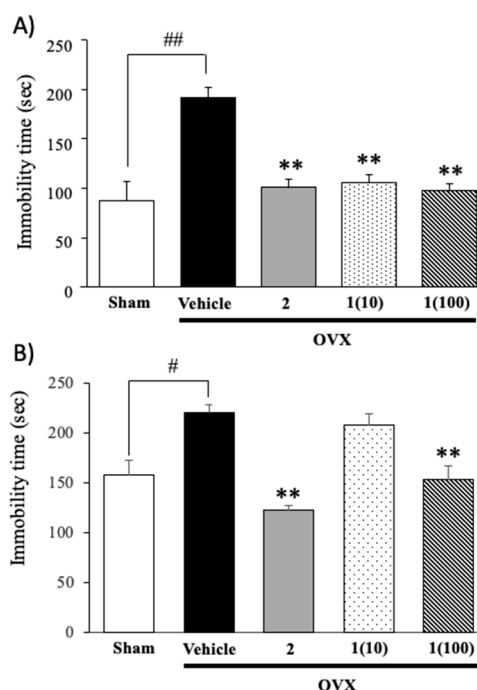 A)
##
Immobility time (sec)
250
200
150
100
50
0
**
**
**
Sham
Vehicle
2
1(10)
1(100)
OVX
B)
#
Immobility time (sec)
250
200
150
100
50
0
**
**
Sham
Vehicle
2
1(10)
1(100)
OVX